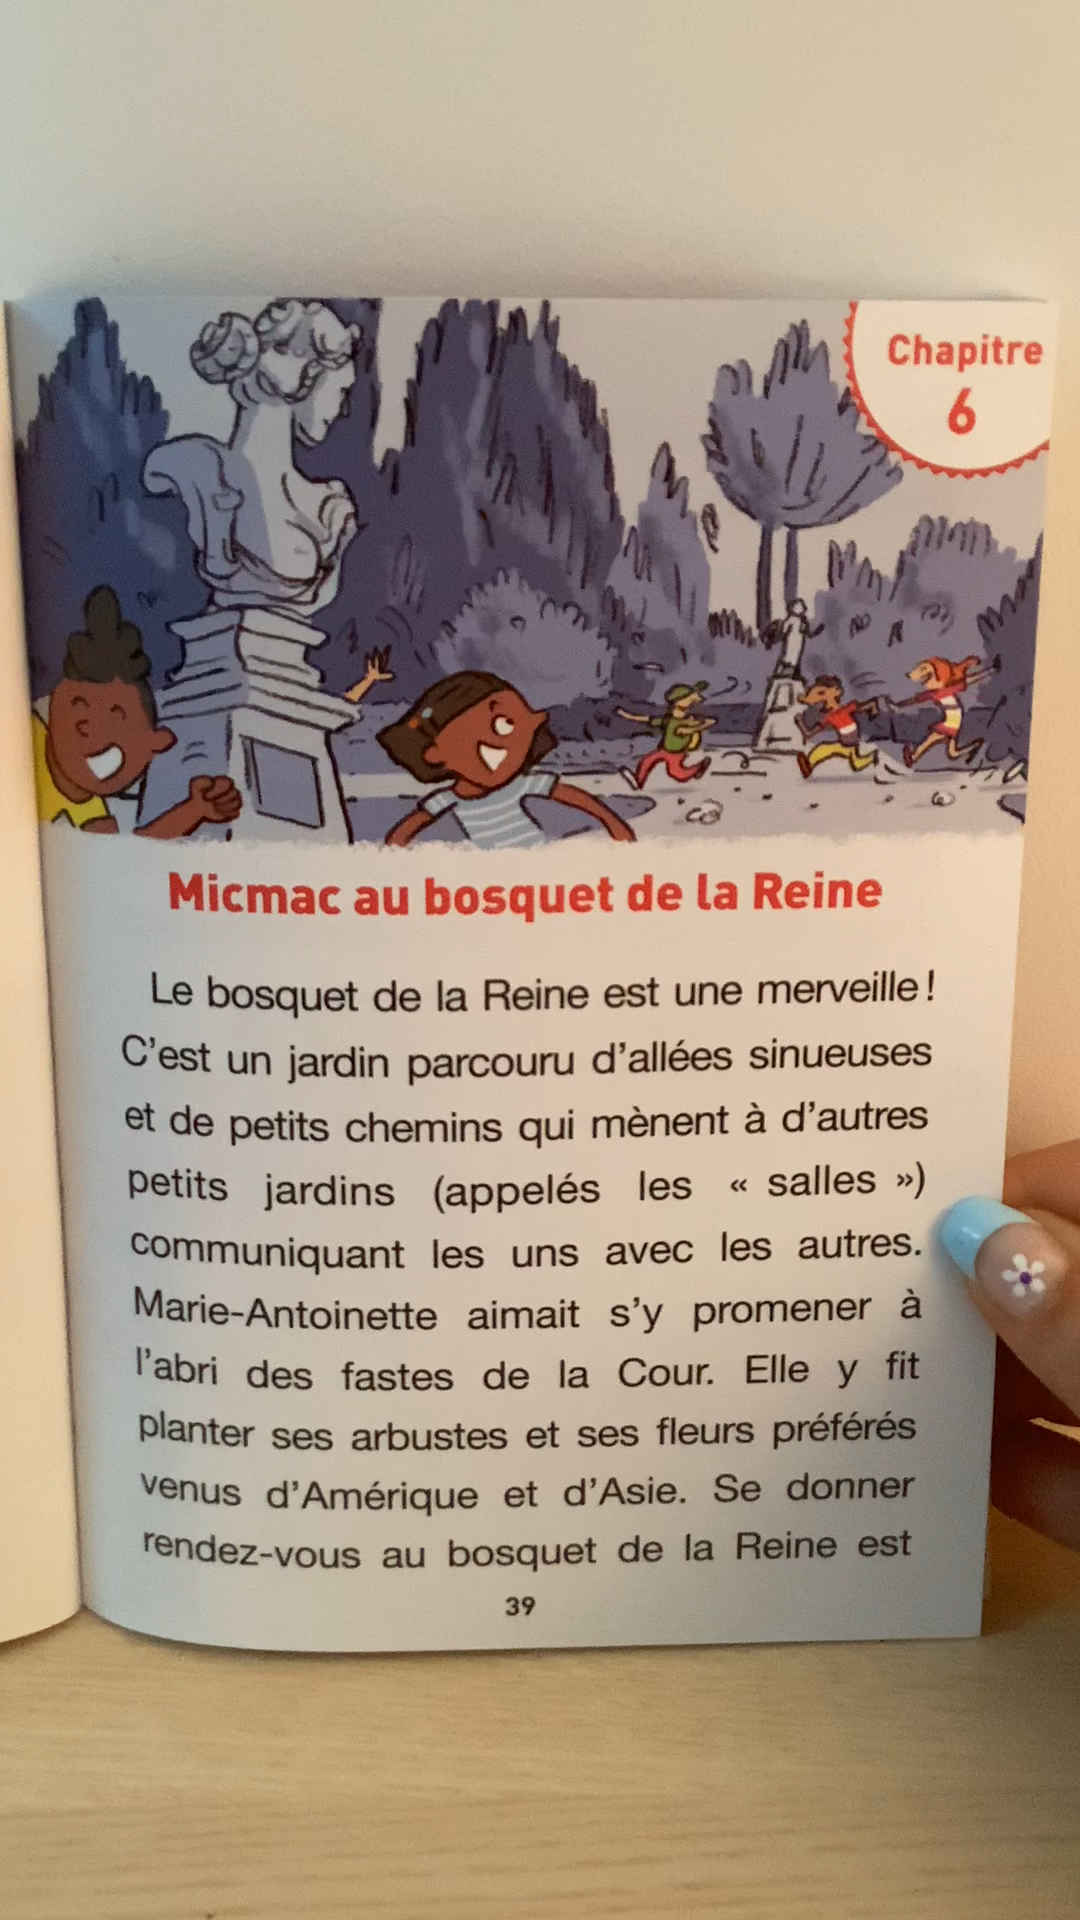 Chapitre
6
Micmac au bosquet de la Reine
Le bosquet de la Reine est une merveille !
C'est un jardin parcouru d'allées sinueuses
et de petits chemins qui mènent à d'autres
petits jardins (appelés les « salles »)
communiquant les uns avec les autres.
Marie-Antoinette aimait s'y promener à
l'abri des fastes de la Cour. Elle y fit
planter ses arbustes et ses fleurs préférés
venus d'Amérique et d'Asie. Se donner
rendez-vous au bosquet de la Reine est
39